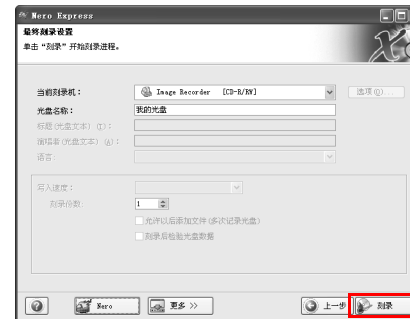 Nero Express
最终刻录设置
单击“刻录”开始刻录进程。
当前刻录机： Image Recorder [CD-R/RW] 选项(O)...
光盘名称： 我的光盘
标题(光盘文本) (T)：
演唱者(光盘文本) (A)：
语言：
写入速度：
刻录份数： 1
允许以后添加文件(多次记录光盘)
刻录后检验光盘数据
Nero 更多 >> 上一步 刻录